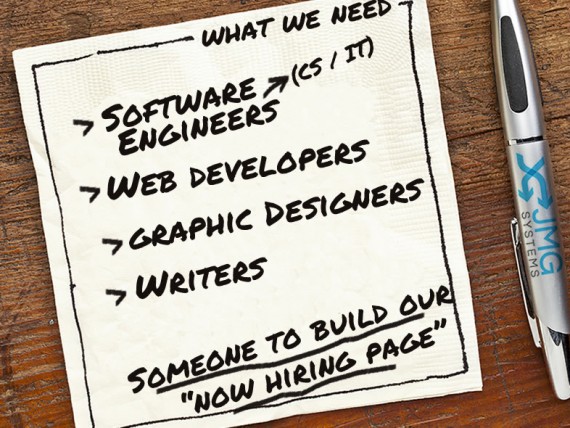 WHAT WE NEED
> SOFTWARE ↗ (CS / IT)
ENGINEERS
> WEB DEVELOPERS
> GRAPHIC DESIGNERS
> WRITERS
SOMEONE TO BUILD OUR
"NOW HIRING PAGE"
JMG
SYSTEMS